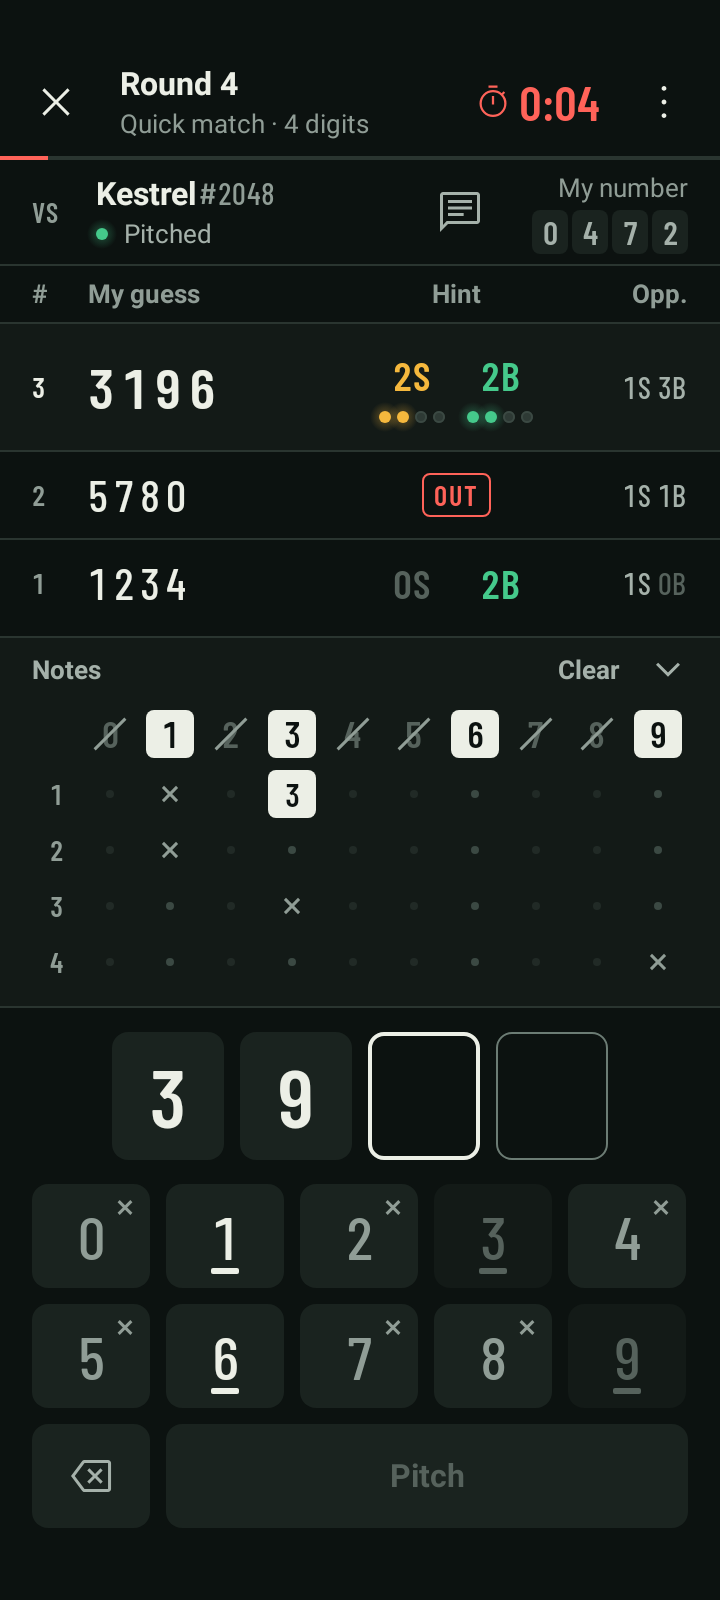 Round 4
Quick match · 4 digits
0:04
VS
Kestrel #2048
Pitched
My number
0 4 7 2
# My guess Hint Opp.
3 3196 2S 2B 1S 3B
2 5780 OUT 1S 1B
1 1234 0S 2B 1S 0B
Notes Clear
0 1 2 3 4 5 6 7 8 9
1 × 3
2 ×
3 ×
4 ×
3 9
0 × 1 2 × 3 4 ×
5 × 6 7 × 8 × 9
Pitch